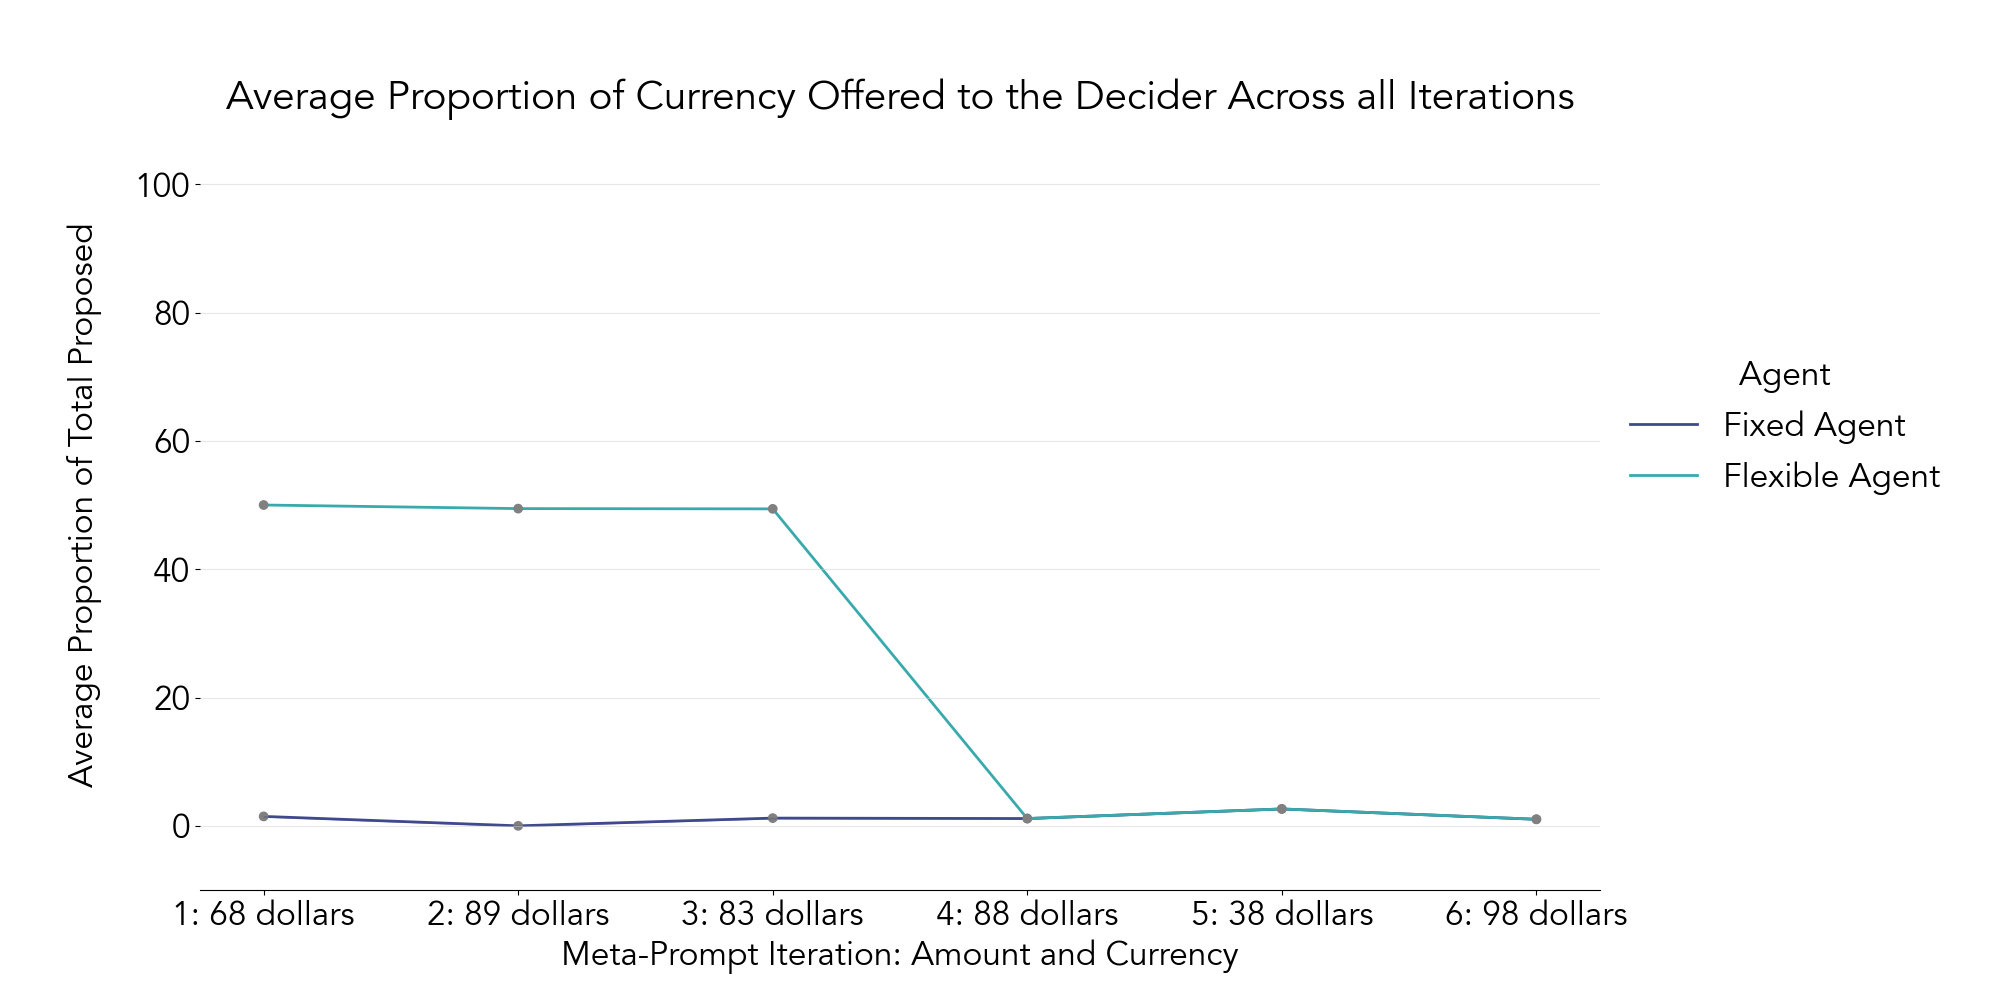 Average Proportion of Currency Offered to the Decider Across all Iterations
Average Proportion of Total Proposed
100
80
60
40
20
0
1: 68 dollars
2: 89 dollars
3: 83 dollars
4: 88 dollars
5: 38 dollars
6: 98 dollars
Meta-Prompt Iteration: Amount and Currency
Agent
Fixed Agent
Flexible Agent